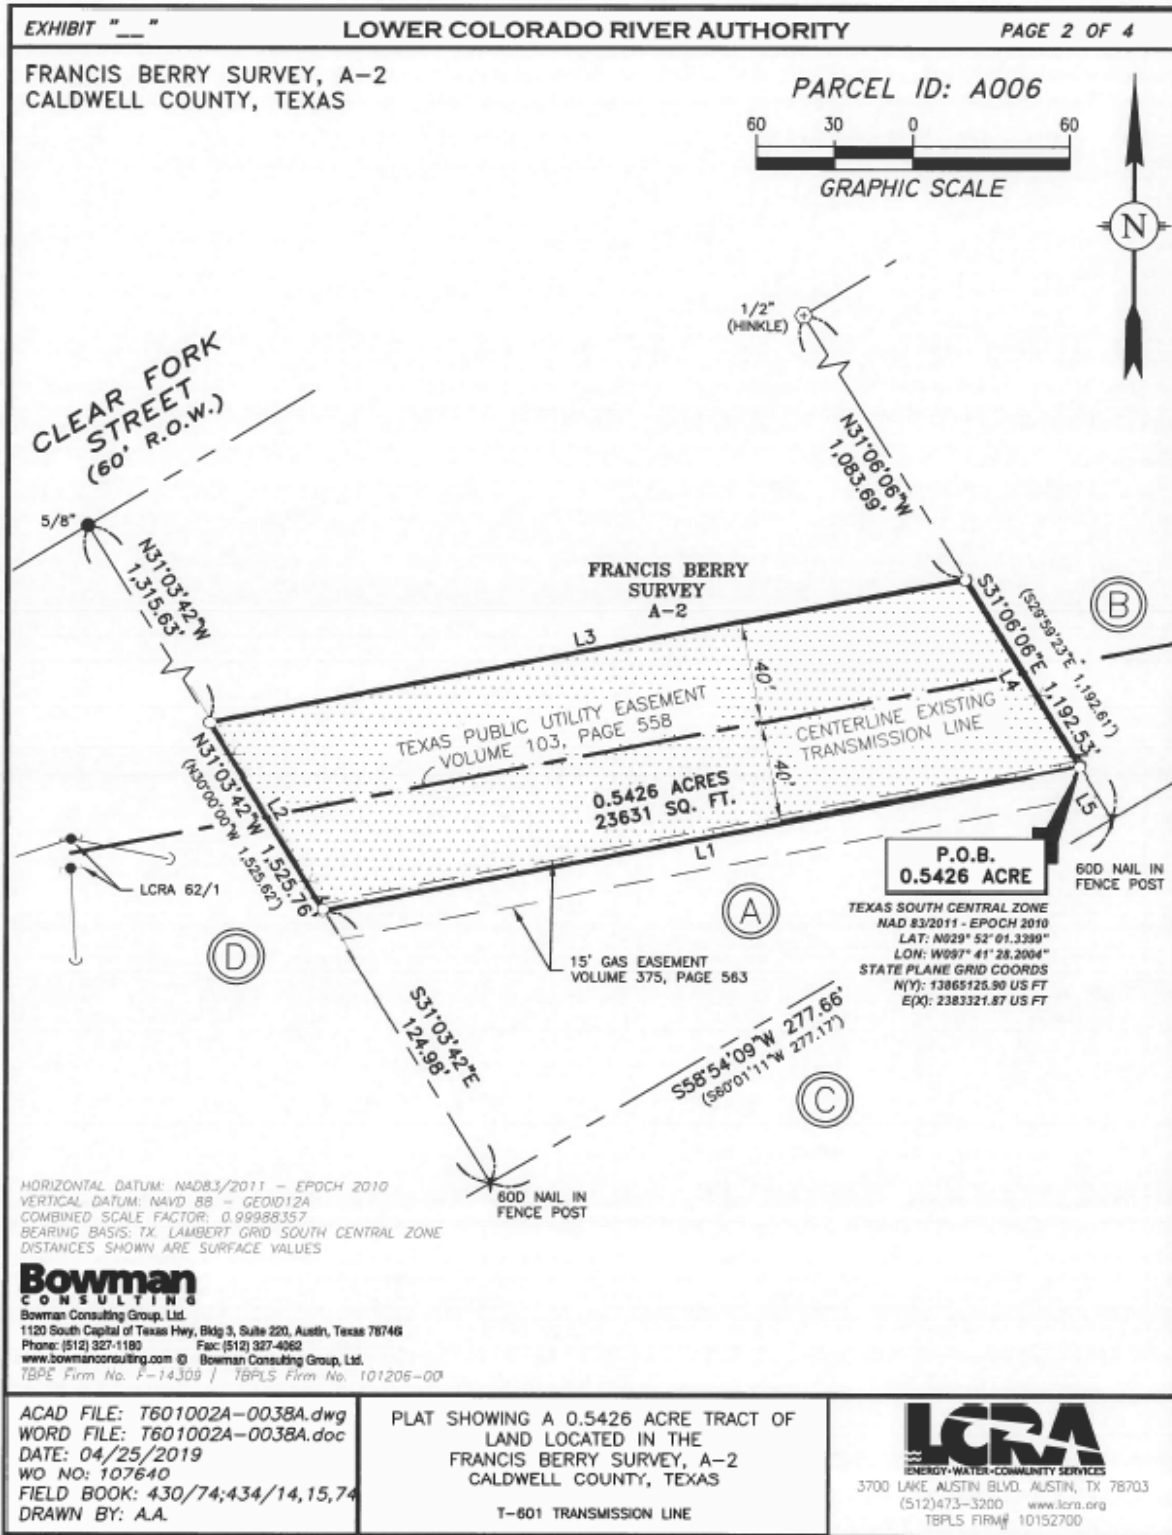 EXHIBIT "__"
LOWER COLORADO RIVER AUTHORITY
PAGE 2 OF 4
FRANCIS BERRY SURVEY, A-2
CALDWELL COUNTY, TEXAS
PARCEL ID: A006
60 30 0 60
GRAPHIC SCALE
N
1/2"
(HINKLE)
CLEAR FORK
STREET
(60' R.O.W.)
5/8"
N31°03'42"W
1,315.63'
N31°06'06"W
1,083.69'
FRANCIS BERRY
SURVEY
A-2
B
S31°06'06"E 1,192.53'
(S29°59'23"E 1,192.61')
L3
40'
L4
TEXAS PUBLIC UTILITY EASEMENT
VOLUME 103, PAGE 558
CENTERLINE EXISTING
TRANSMISSION LINE
N31°03'42"W 1,525.76'
(N30°00'00"W 1,525.62')
L2
40'
0.5426 ACRES
23631 SQ. FT.
L5
L1
LCRA 62/1
P.O.B.
0.5426 ACRE
60D NAIL IN
FENCE POST
A
D
TEXAS SOUTH CENTRAL ZONE
NAD 83/2011 - EPOCH 2010
LAT: N029° 52' 01.3399"
LON: W097° 41' 28.2004"
STATE PLANE GRID COORDS
N(Y): 13865125.90 US FT
E(X): 2383321.87 US FT
15' GAS EASEMENT
VOLUME 375, PAGE 563
S31°03'42"E
124.98'
S58°54'09"W 277.66'
(S60°01'11"W 277.17')
C
60D NAIL IN
FENCE POST
HORIZONTAL DATUM: NAD83/2011 - EPOCH 2010
VERTICAL DATUM: NAVD 88 - GEOID12A
COMBINED SCALE FACTOR: 0.99988357
BEARING BASIS: TX. LAMBERT GRID SOUTH CENTRAL ZONE
DISTANCES SHOWN ARE SURFACE VALUES
Bowman
CONSULTING
Bowman Consulting Group, Ltd.
1120 South Capital of Texas Hwy, Bldg 3, Suite 220, Austin, Texas 78746
Phone: (512) 327-1180 Fax: (512) 327-4062
www.bowmanconsulting.com © Bowman Consulting Group, Ltd.
TBPE Firm No. F-14309 / TBPLS Firm No. 101206-00
ACAD FILE: T601002A-0038A.dwg
WORD FILE: T601002A-0038A.doc
DATE: 04/25/2019
WO NO: 107640
FIELD BOOK: 430/74;434/14,15,74
DRAWN BY: A.A.
PLAT SHOWING A 0.5426 ACRE TRACT OF
LAND LOCATED IN THE
FRANCIS BERRY SURVEY, A-2
CALDWELL COUNTY, TEXAS
T-601 TRANSMISSION LINE
LCRA
ENERGY•WATER•COMMUNITY SERVICES
3700 LAKE AUSTIN BLVD. AUSTIN, TX 78703
(512)473-3200 www.lcra.org
TBPLS FIRM# 10152700